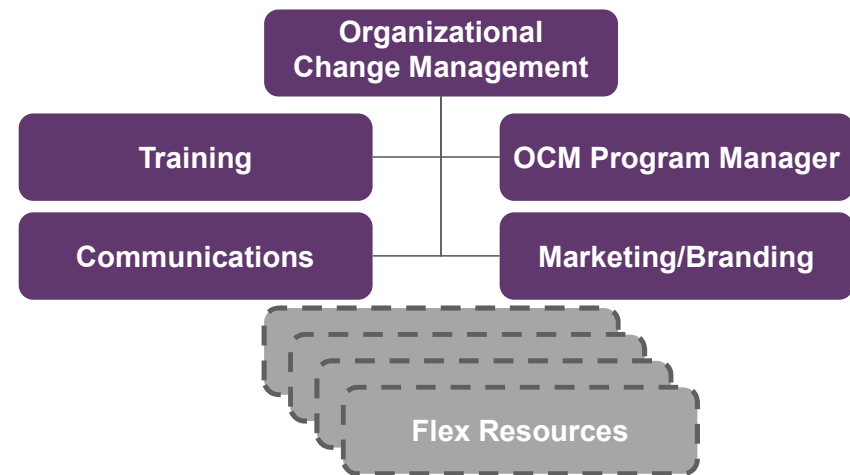 Organizational
Change Management
Training
OCM Program Manager
Communications
Marketing/Branding
Flex Resources